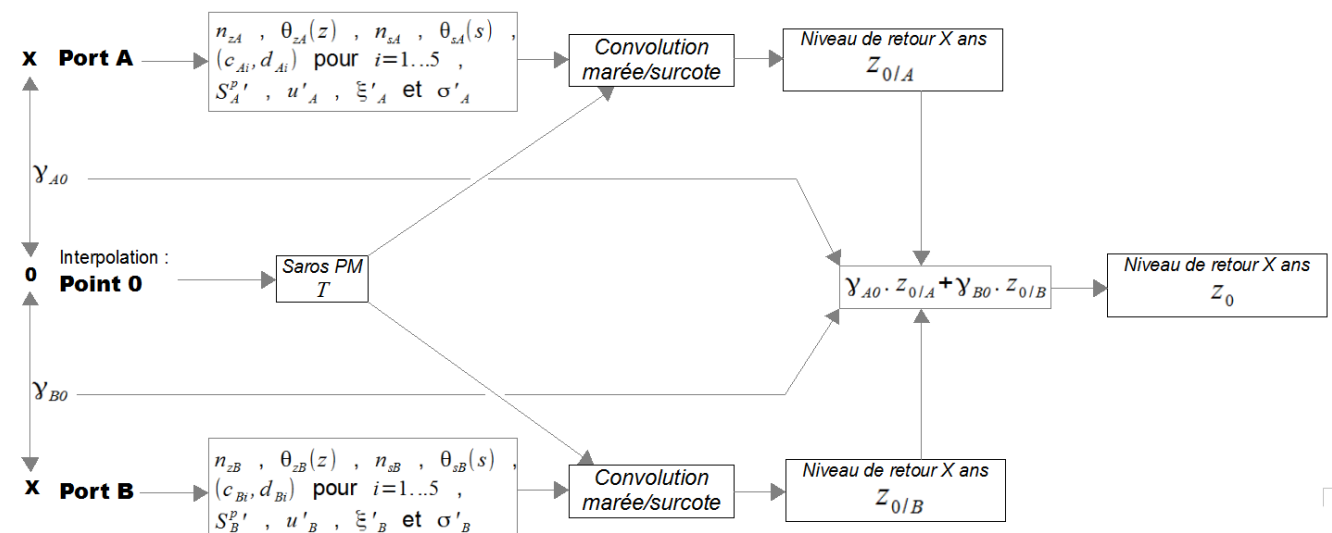 X Port A
n_zA , θ_zA(z) , n_sA , θ_sA(s) ,
(c_Ai, d_Ai) pour i=1...5 ,
S^p_A' , u'_A , ξ'_A et σ'_A
Convolution
marée/surcote
Niveau de retour X ans
z_0/A
γ_A0
Interpolation :
0 Point 0
Saros PM
T
γ_A0 . z_0/A + γ_B0 . z_0/B
Niveau de retour X ans
z_0
γ_B0
X Port B
n_zB , θ_zB(z) , n_sB , θ_sB(s) ,
(c_Bi, d_Bi) pour i=1...5 ,
S^p_B' , u'_B , ξ'_B et σ'_B
Convolution
marée/surcote
Niveau de retour X ans
z_0/B